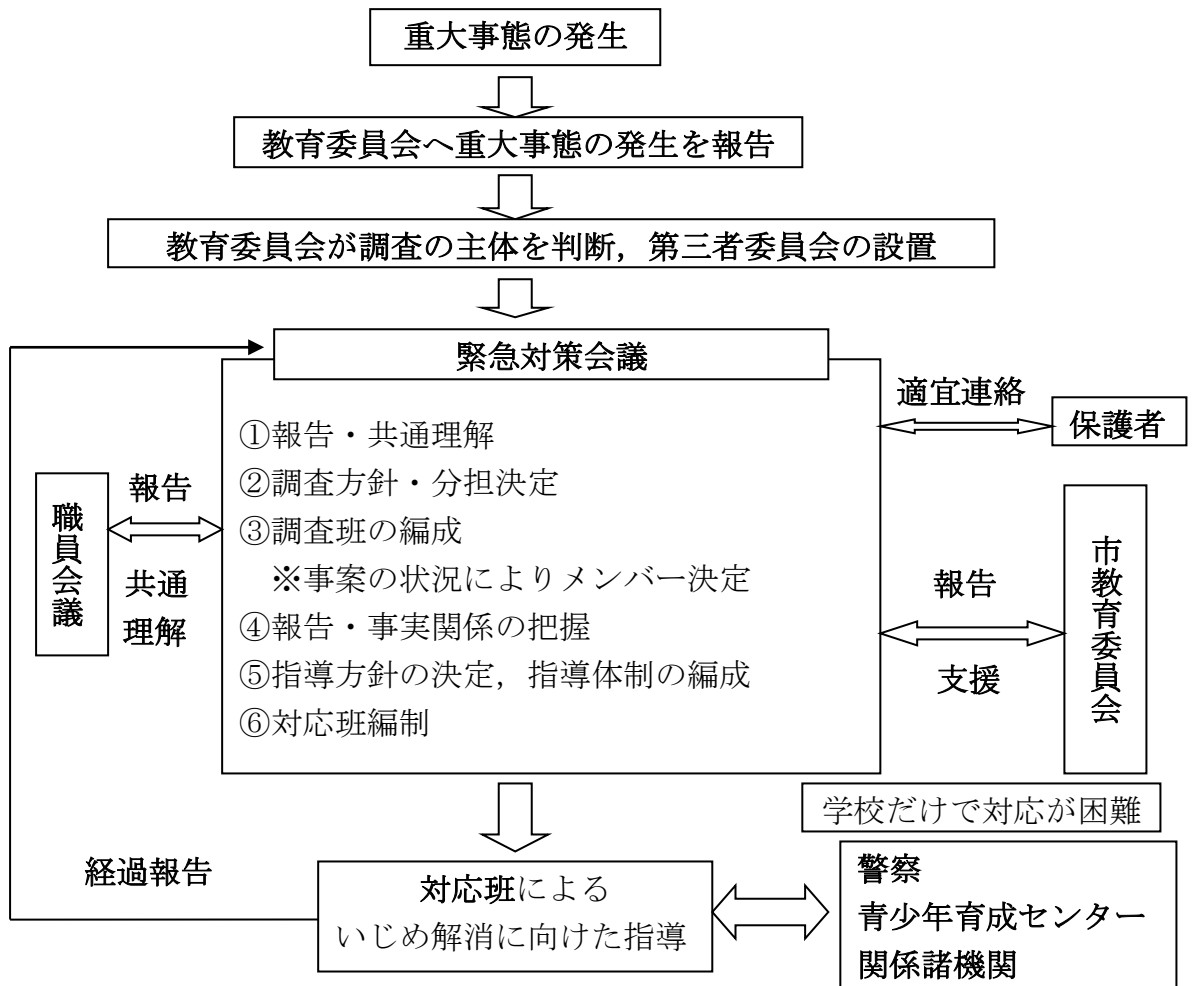 重大事態の発生
教育委員会へ重大事態の発生を報告
教育委員会が調査の主体を判断，第三者委員会の設置
緊急対策会議
①報告・共通理解
②調査方針・分担決定
③調査班の編成
※事案の状況によりメンバー決定
④報告・事実関係の把握
⑤指導方針の決定，指導体制の編成
⑥対応班編制
職員会議
報告
共通
理解
適宜連絡
保護者
報告
支援
市教育委員会
学校だけで対応が困難
経過報告
対応班による
いじめ解消に向けた指導
警察
青少年育成センター
関係諸機関